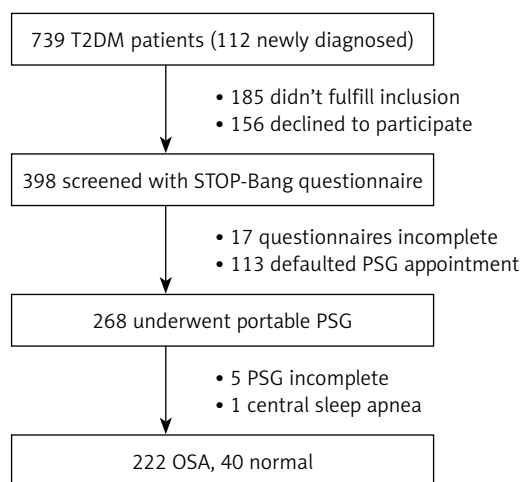 739 T2DM patients (112 newly diagnosed)
• 185 didn’t fulfill inclusion
• 156 declined to participate
398 screened with STOP-Bang questionnaire
• 17 questionnaires incomplete
• 113 defaulted PSG appointment
268 underwent portable PSG
• 5 PSG incomplete
• 1 central sleep apnea
222 OSA, 40 normal